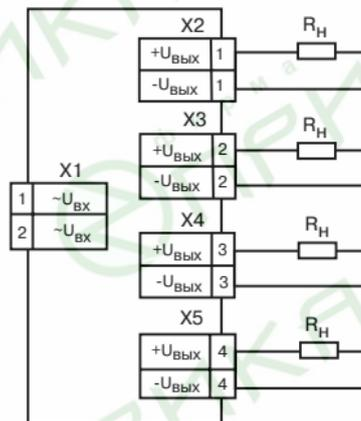 X2
+Uвых 1
-Uвых 1
Rн
X3
+Uвых 2
-Uвых 2
Rн
X1
1 ~Uвх
2 ~Uвх
X4
+Uвых 3
-Uвых 3
Rн
X5
+Uвых 4
-Uвых 4
Rн